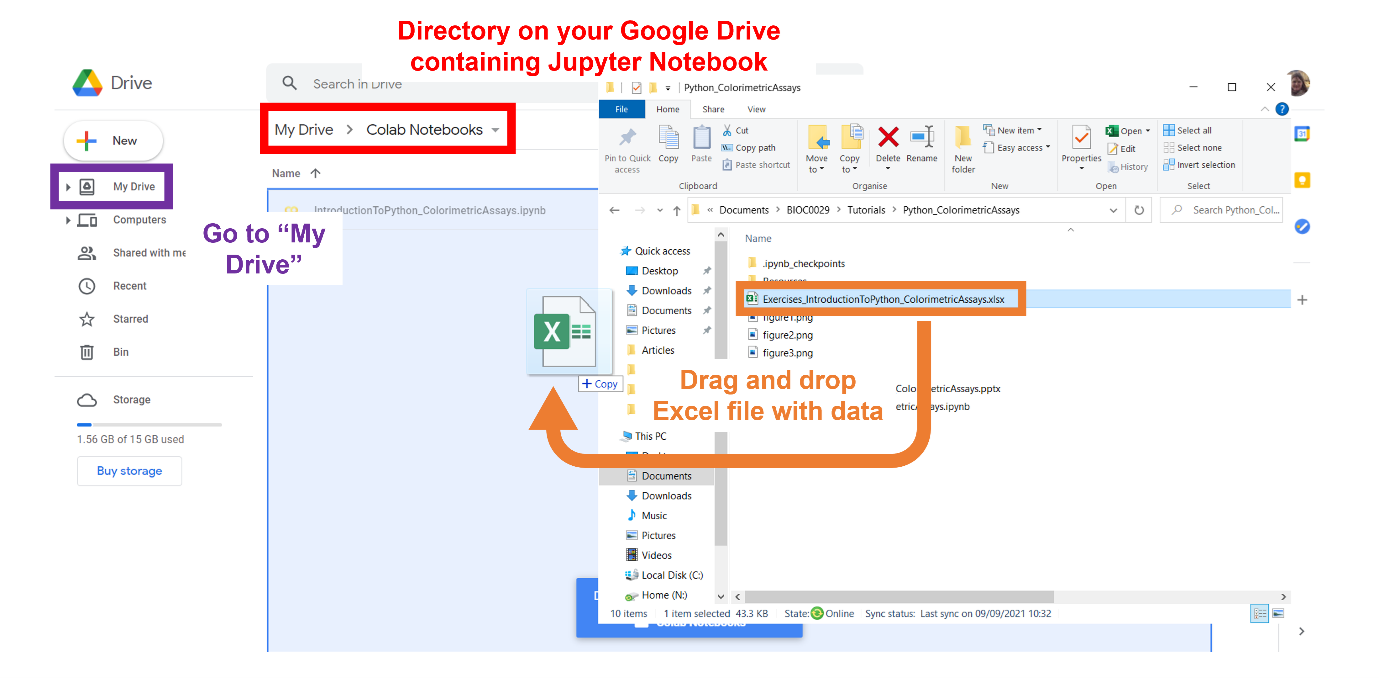 Directory on your Google Drive
containing Jupyter Notebook
Drive
Search in Drive
My Drive > Colab Notebooks
New
Name
My Drive
Computers
Shared with me
Recent
Starred
Bin
Storage
1.56 GB of 15 GB used
Buy storage
Go to “My
Drive”
IntroductionToPython_ColorimetricAssays.ipynb
Python_ColorimetricAssays
File Home Share View
Pin to Quick
access
Copy
Paste
Cut
Copy path
Paste shortcut
Clipboard
Move
to
Copy
to
Delete
Rename
Organise
New
folder
New item
Easy access
New
Properties
Open
Edit
History
Open
Select all
Select none
Invert selection
Select
« Documents > BIOC0029 > Tutorials > Python_ColorimetricAssays
Search Python_Col...
Quick access
Desktop
Downloads
Documents
Pictures
Articles
This PC
Documents
Downloads
Music
Pictures
Videos
Local Disk (C:)
Home (N:)
Name
.ipynb_checkpoints
Resources
Exercises_IntroductionToPython_ColorimetricAssays.xlsx
figure1.png
figure2.png
figure3.png
ColorimetricAssays.pptx
etricAssays.ipynb
X
+ Copy
Drag and drop
Excel file with data
10 items 1 item selected 43.3 KB State: Online Sync status: Last sync on 09/09/2021 10:32
Colab Notebooks
31